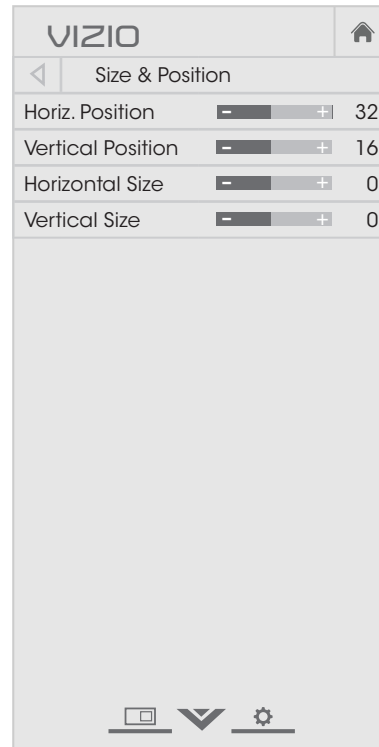 VIZIO
Size & Position
Horiz. Position - + 32
Vertical Position - + 16
Horizontal Size - + 0
Vertical Size - + 0